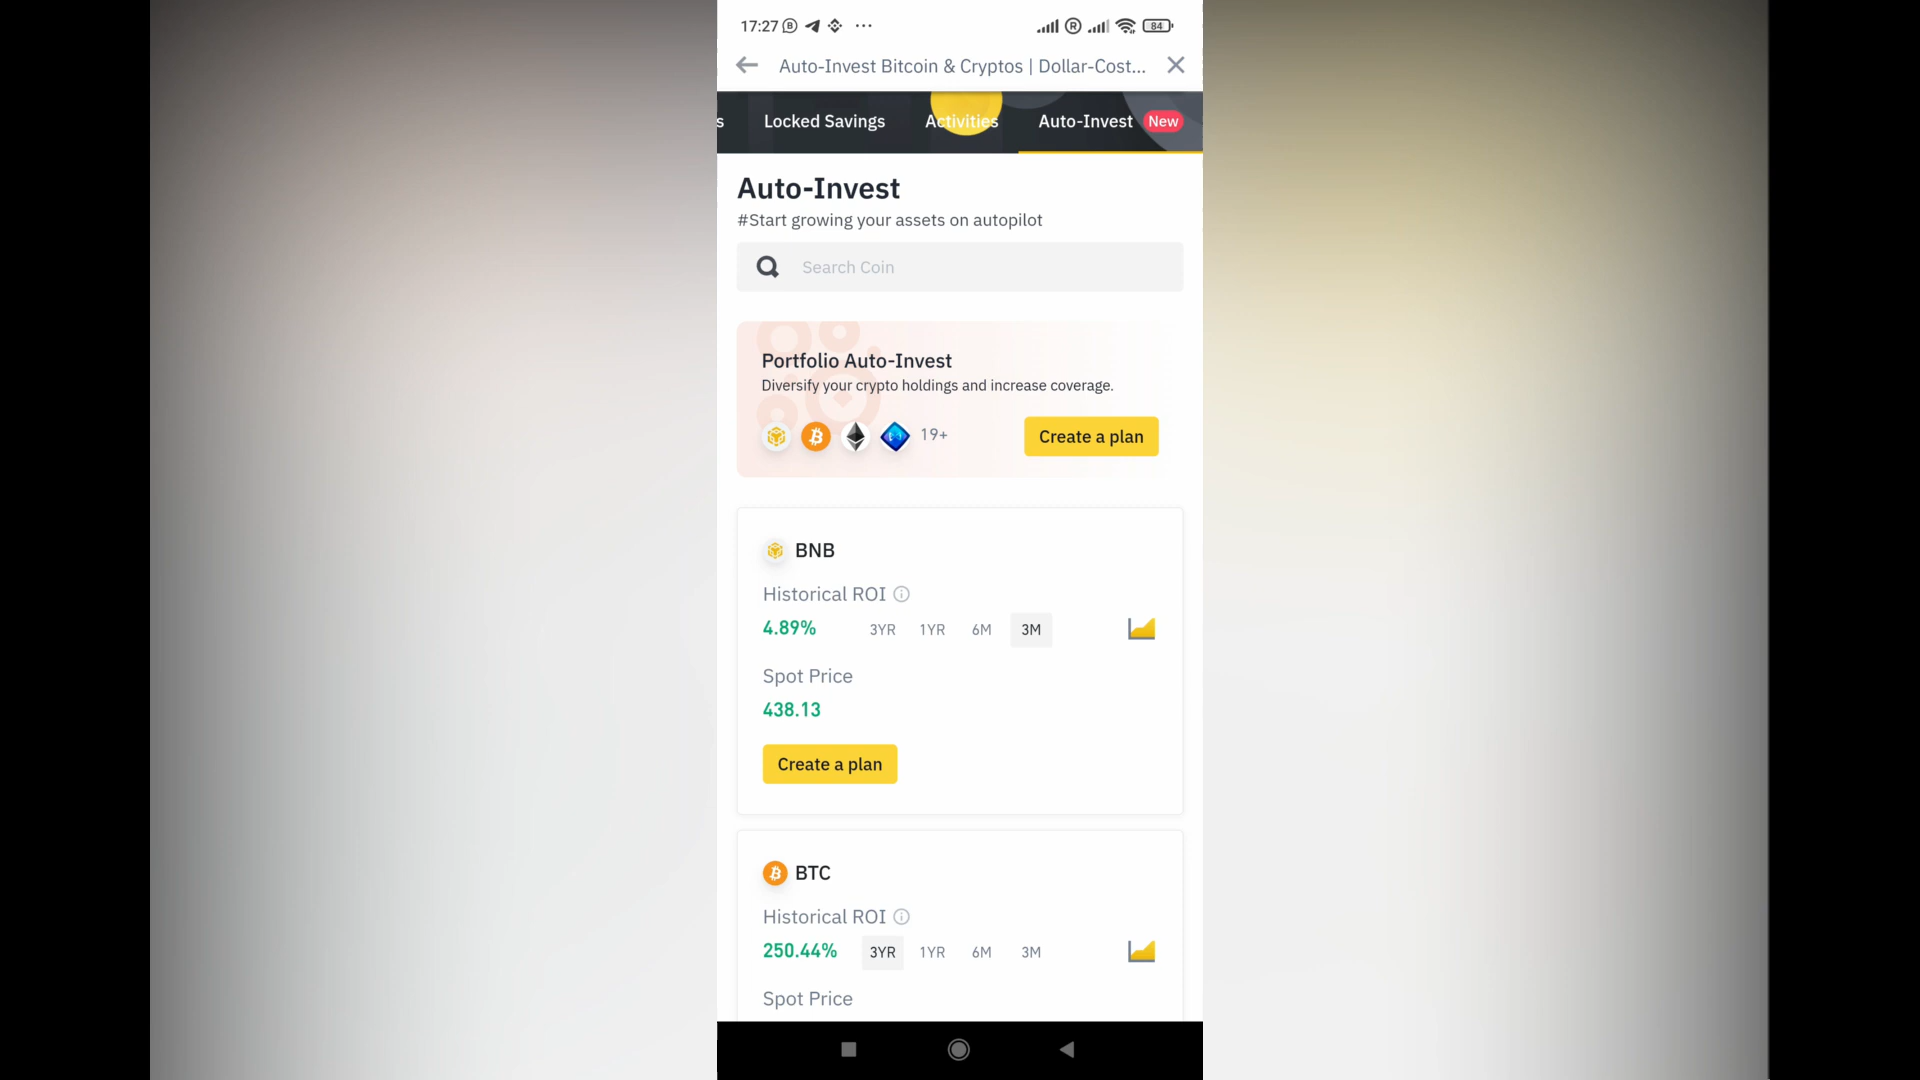 17:27
84
Auto-Invest Bitcoin & Cryptos | Dollar-Cost...
s Locked Savings Activities Auto-Invest New
Auto-Invest
#Start growing your assets on autopilot
Search Coin
Portfolio Auto-Invest
Diversify your crypto holdings and increase coverage.
19+
Create a plan
BNB
Historical ROI
4.89% 3YR 1YR 6M 3M
Spot Price
438.13
Create a plan
BTC
Historical ROI
250.44% 3YR 1YR 6M 3M
Spot Price